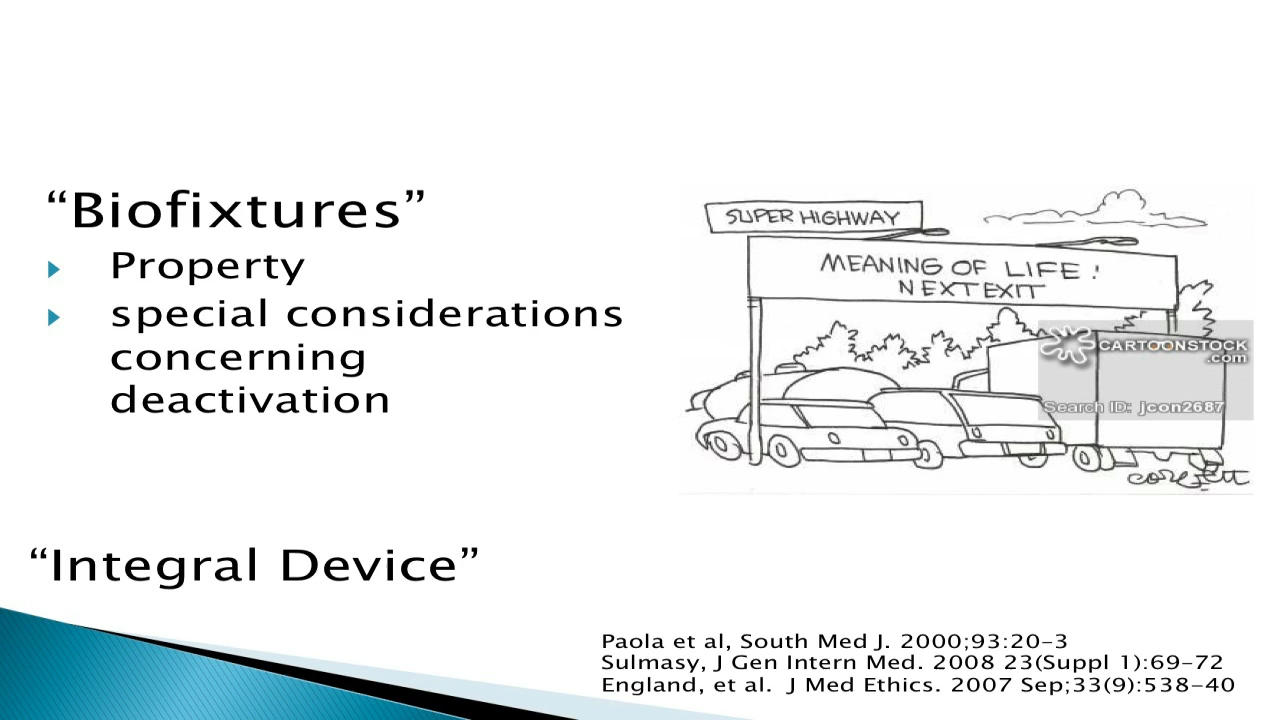 “Biofixtures”
Property
special considerations
concerning
deactivation
“Integral Device”
SUPER HIGHWAY
MEANING OF LIFE!
NEXT EXIT
CARTOONSTOCK
.com
Search ID: jcon2687
Paola et al, South Med J. 2000;93:20-3
Sulmasy, J Gen Intern Med. 2008 23(Suppl 1):69-72
England, et al.  J Med Ethics. 2007 Sep;33(9):538-40